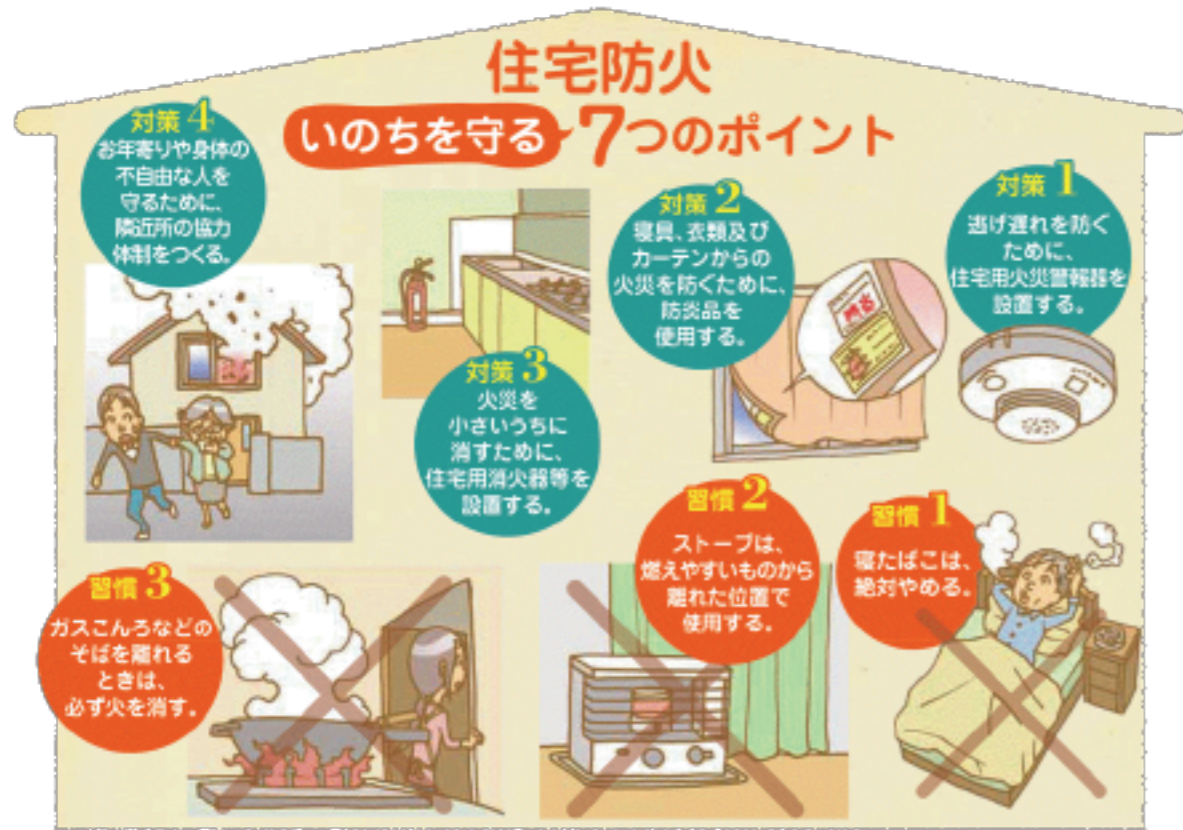 住宅防火
いのちを守る
7つのポイント
習慣 1
寝たばこは、
絶対やめる。
習慣 2
ストーブは、
燃えやすいものから
離れた位置で
使用する。
習慣 3
ガスこんろなどの
そばを離れる
ときは、
必ず火を消す。
対策 1
逃げ遅れを防ぐ
ために、
住宅用火災警報器を
設置する。
対策 2
寝具、衣類及び
カーテンからの
火災を防ぐために、
防炎品を
使用する。
対策 3
火災を
小さいうちに
消すために、
住宅用消火器等を
設置する。
対策 4
お年寄りや身体の
不自由な人を
守るために、
隣近所の協力
体制をつくる。